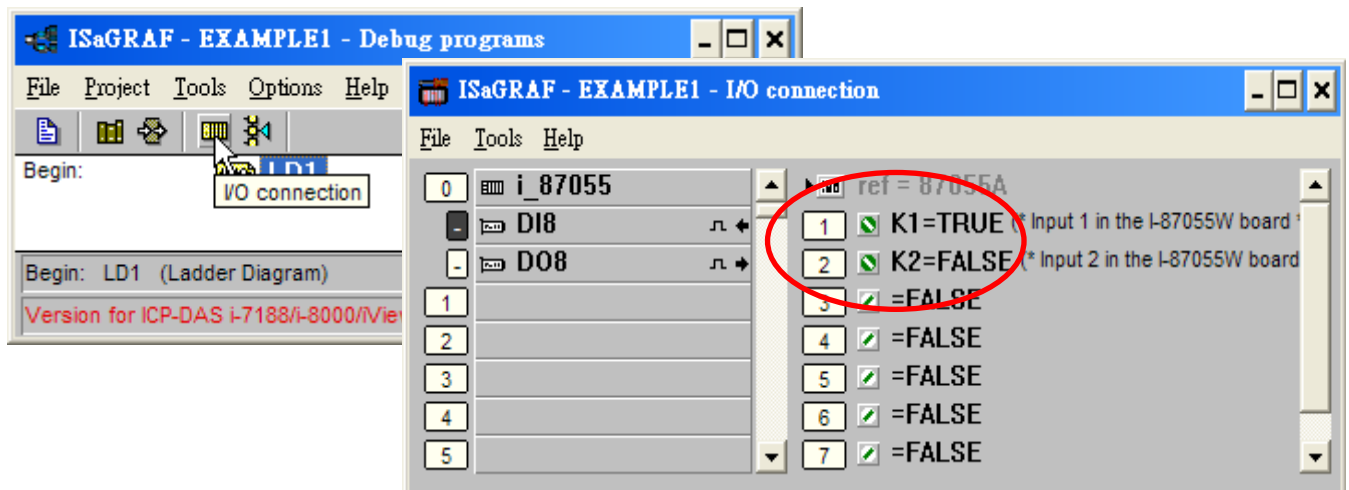 ISaGRAF - EXAMPLE1 - Debug programs
File Project Tools Options Help
Begin: LD1
I/O connection
Begin: LD1 (Ladder Diagram)
Version for ICP-DAS i-7188/i-8000/iView
ISaGRAF - EXAMPLE1 - I/O connection
File Tools Help
0 i_87055
- DI8
- DO8
1
2
3
4
5
ref = 87055A
1 K1=TRUE (* Input 1 in the I-87055W board *
2 K2=FALSE (* Input 2 in the I-87055W board
3 =FALSE
4 =FALSE
5 =FALSE
6 =FALSE
7 =FALSE